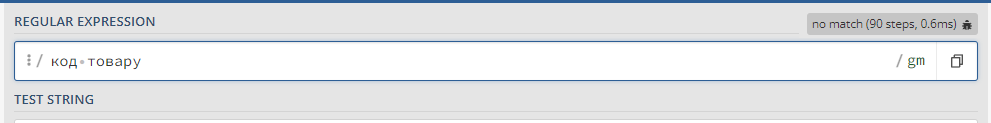 REGULAR EXPRESSION
no match (90 steps, 0.6ms)
/ код·товару / gm
TEST STRING